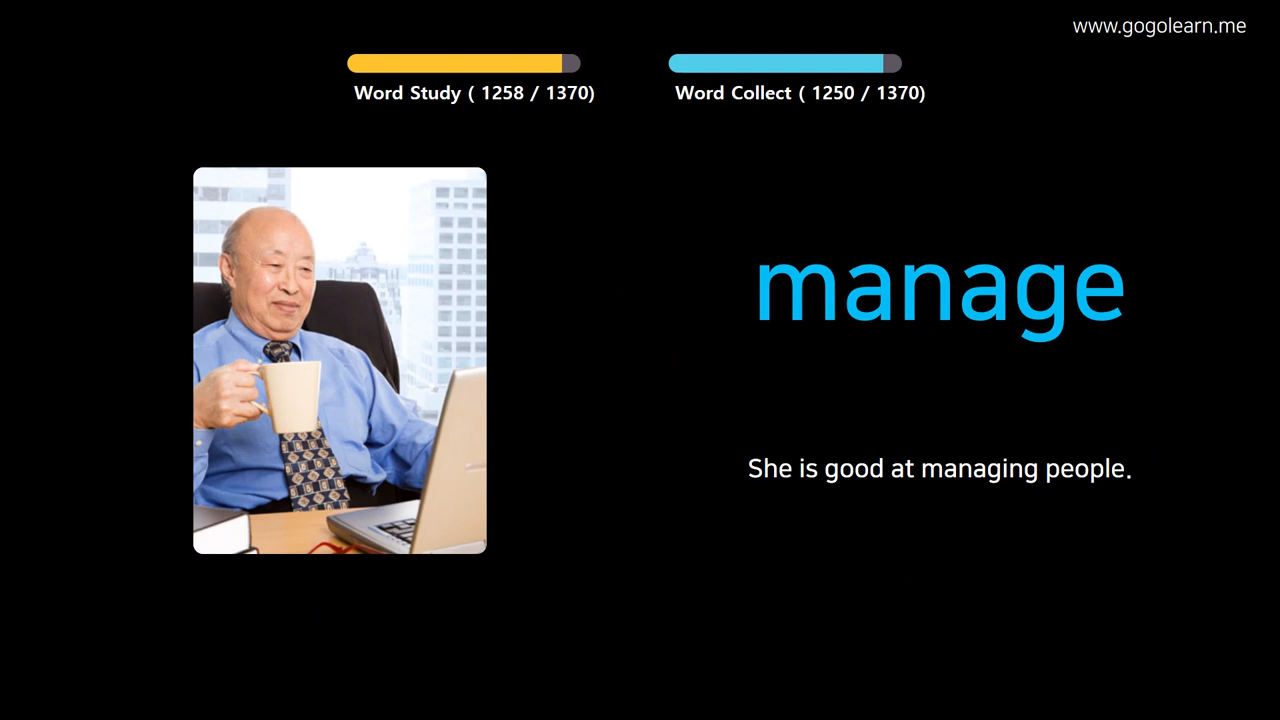 www.gogolearn.me
Word Study ( 1258 / 1370)
Word Collect ( 1250 / 1370)
manage
She is good at managing people.